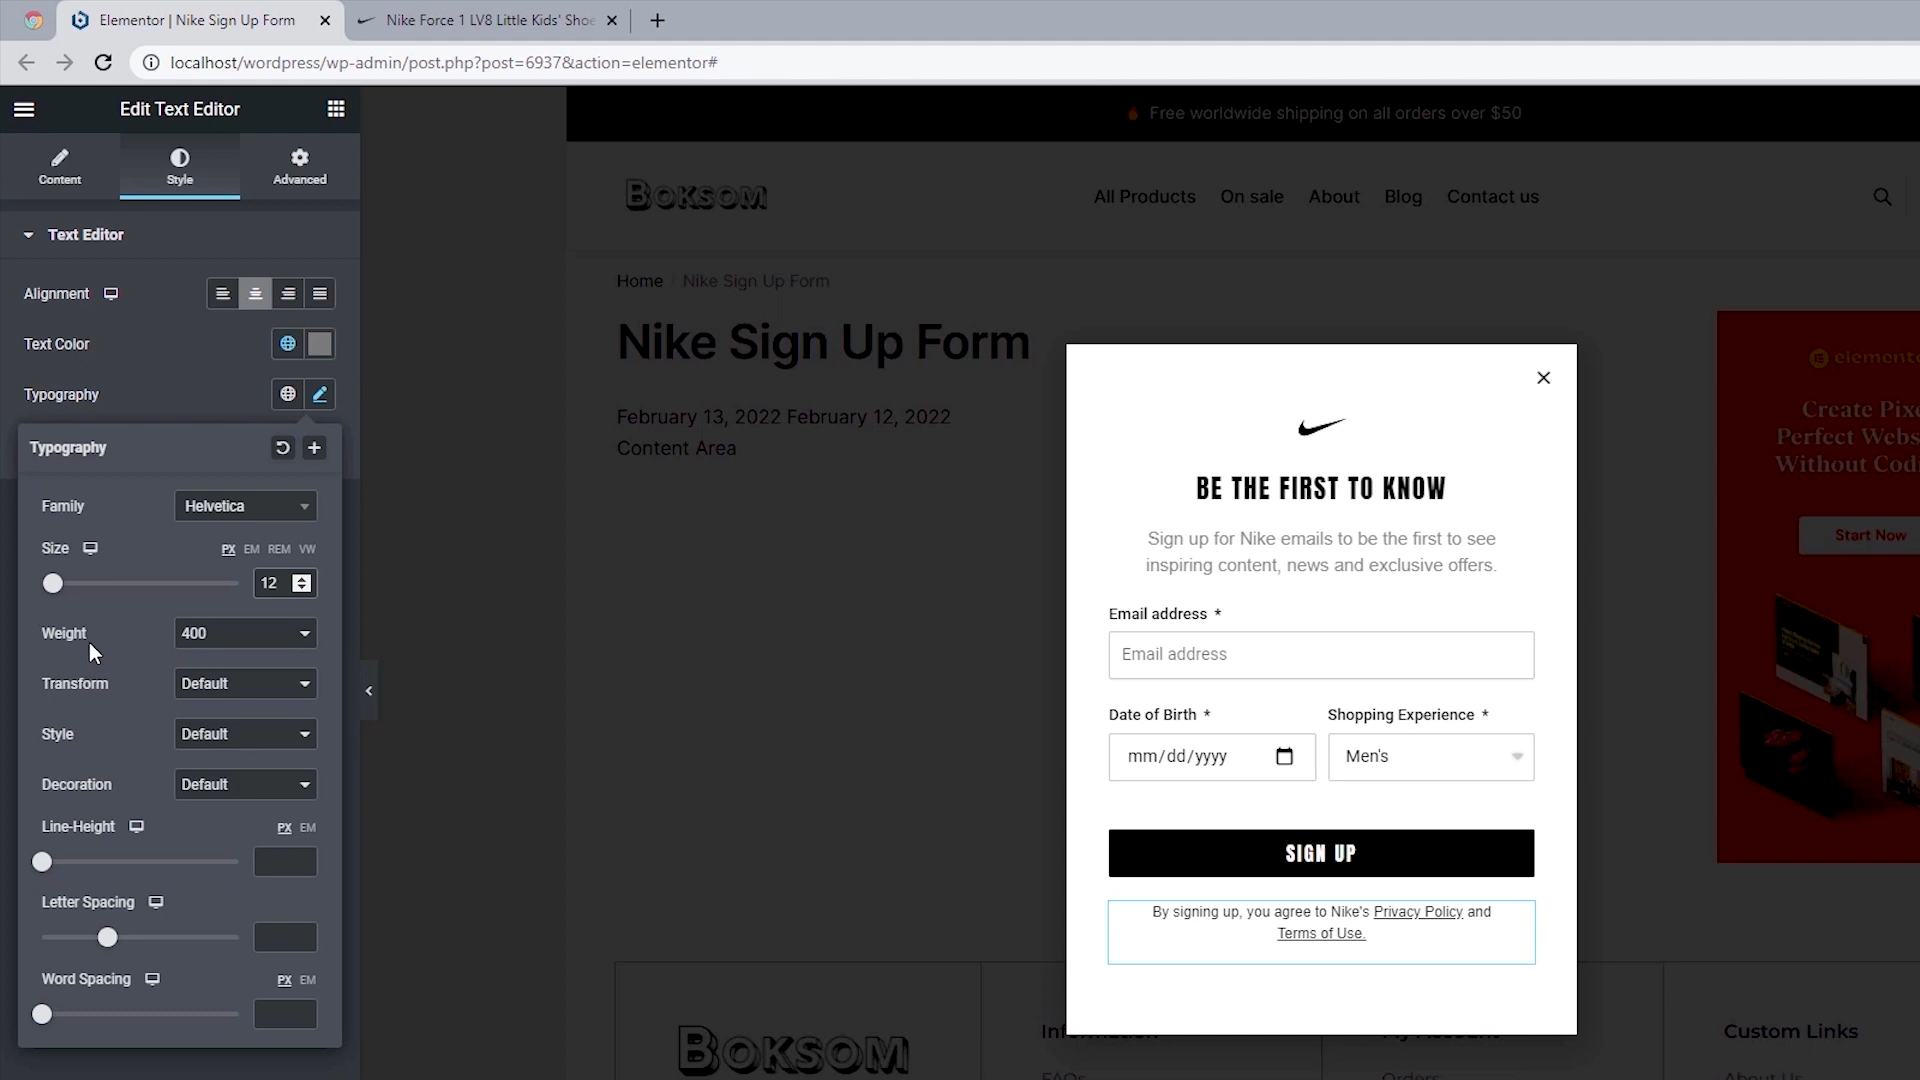 Elementor | Nike Sign Up Form
Nike Force 1 LV8 Little Kids' Shoe
localhost/wordpress/wp-admin/post.php?post=6937&action=elementor#
Edit Text Editor
Content
Style
Advanced
Text Editor
Alignment
Text Color
Typography
Typography
Family
Helvetica
Size
PX EM REM VW
12
Weight
400
Transform
Default
Style
Default
Decoration
Default
Line-Height
PX EM
Letter Spacing
Word Spacing
PX EM
Free worldwide shipping on all orders over $50
BOKSOM
All Products
On sale
About
Blog
Contact us
Home / Nike Sign Up Form
Nike Sign Up Form
February 13, 2022 February 12, 2022
Content Area
BE THE FIRST TO KNOW
Sign up for Nike emails to be the first to see
inspiring content, news and exclusive offers.
Email address *
Email address
Date of Birth *
Shopping Experience *
mm/dd/yyyy
Men's
SIGN UP
By signing up, you agree to Nike's Privacy Policy and
Terms of Use.
elemento
Create Pixe
Perfect Webs
Without Codi
Start Now
BOKSOM
Custom Links